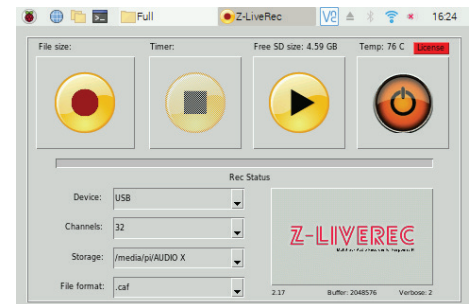 Full Z-LiveRec V2 16:24
File size: Timer: Free SD size: 4.59 GB Temp: 76 C License
Rec Status
Device: USB
Channels: 32
Storage: /media/pi/AUDIO X
File format: .caf
Z-LIVEREC
2.17 Buffer: 2048576 Verbose: 2